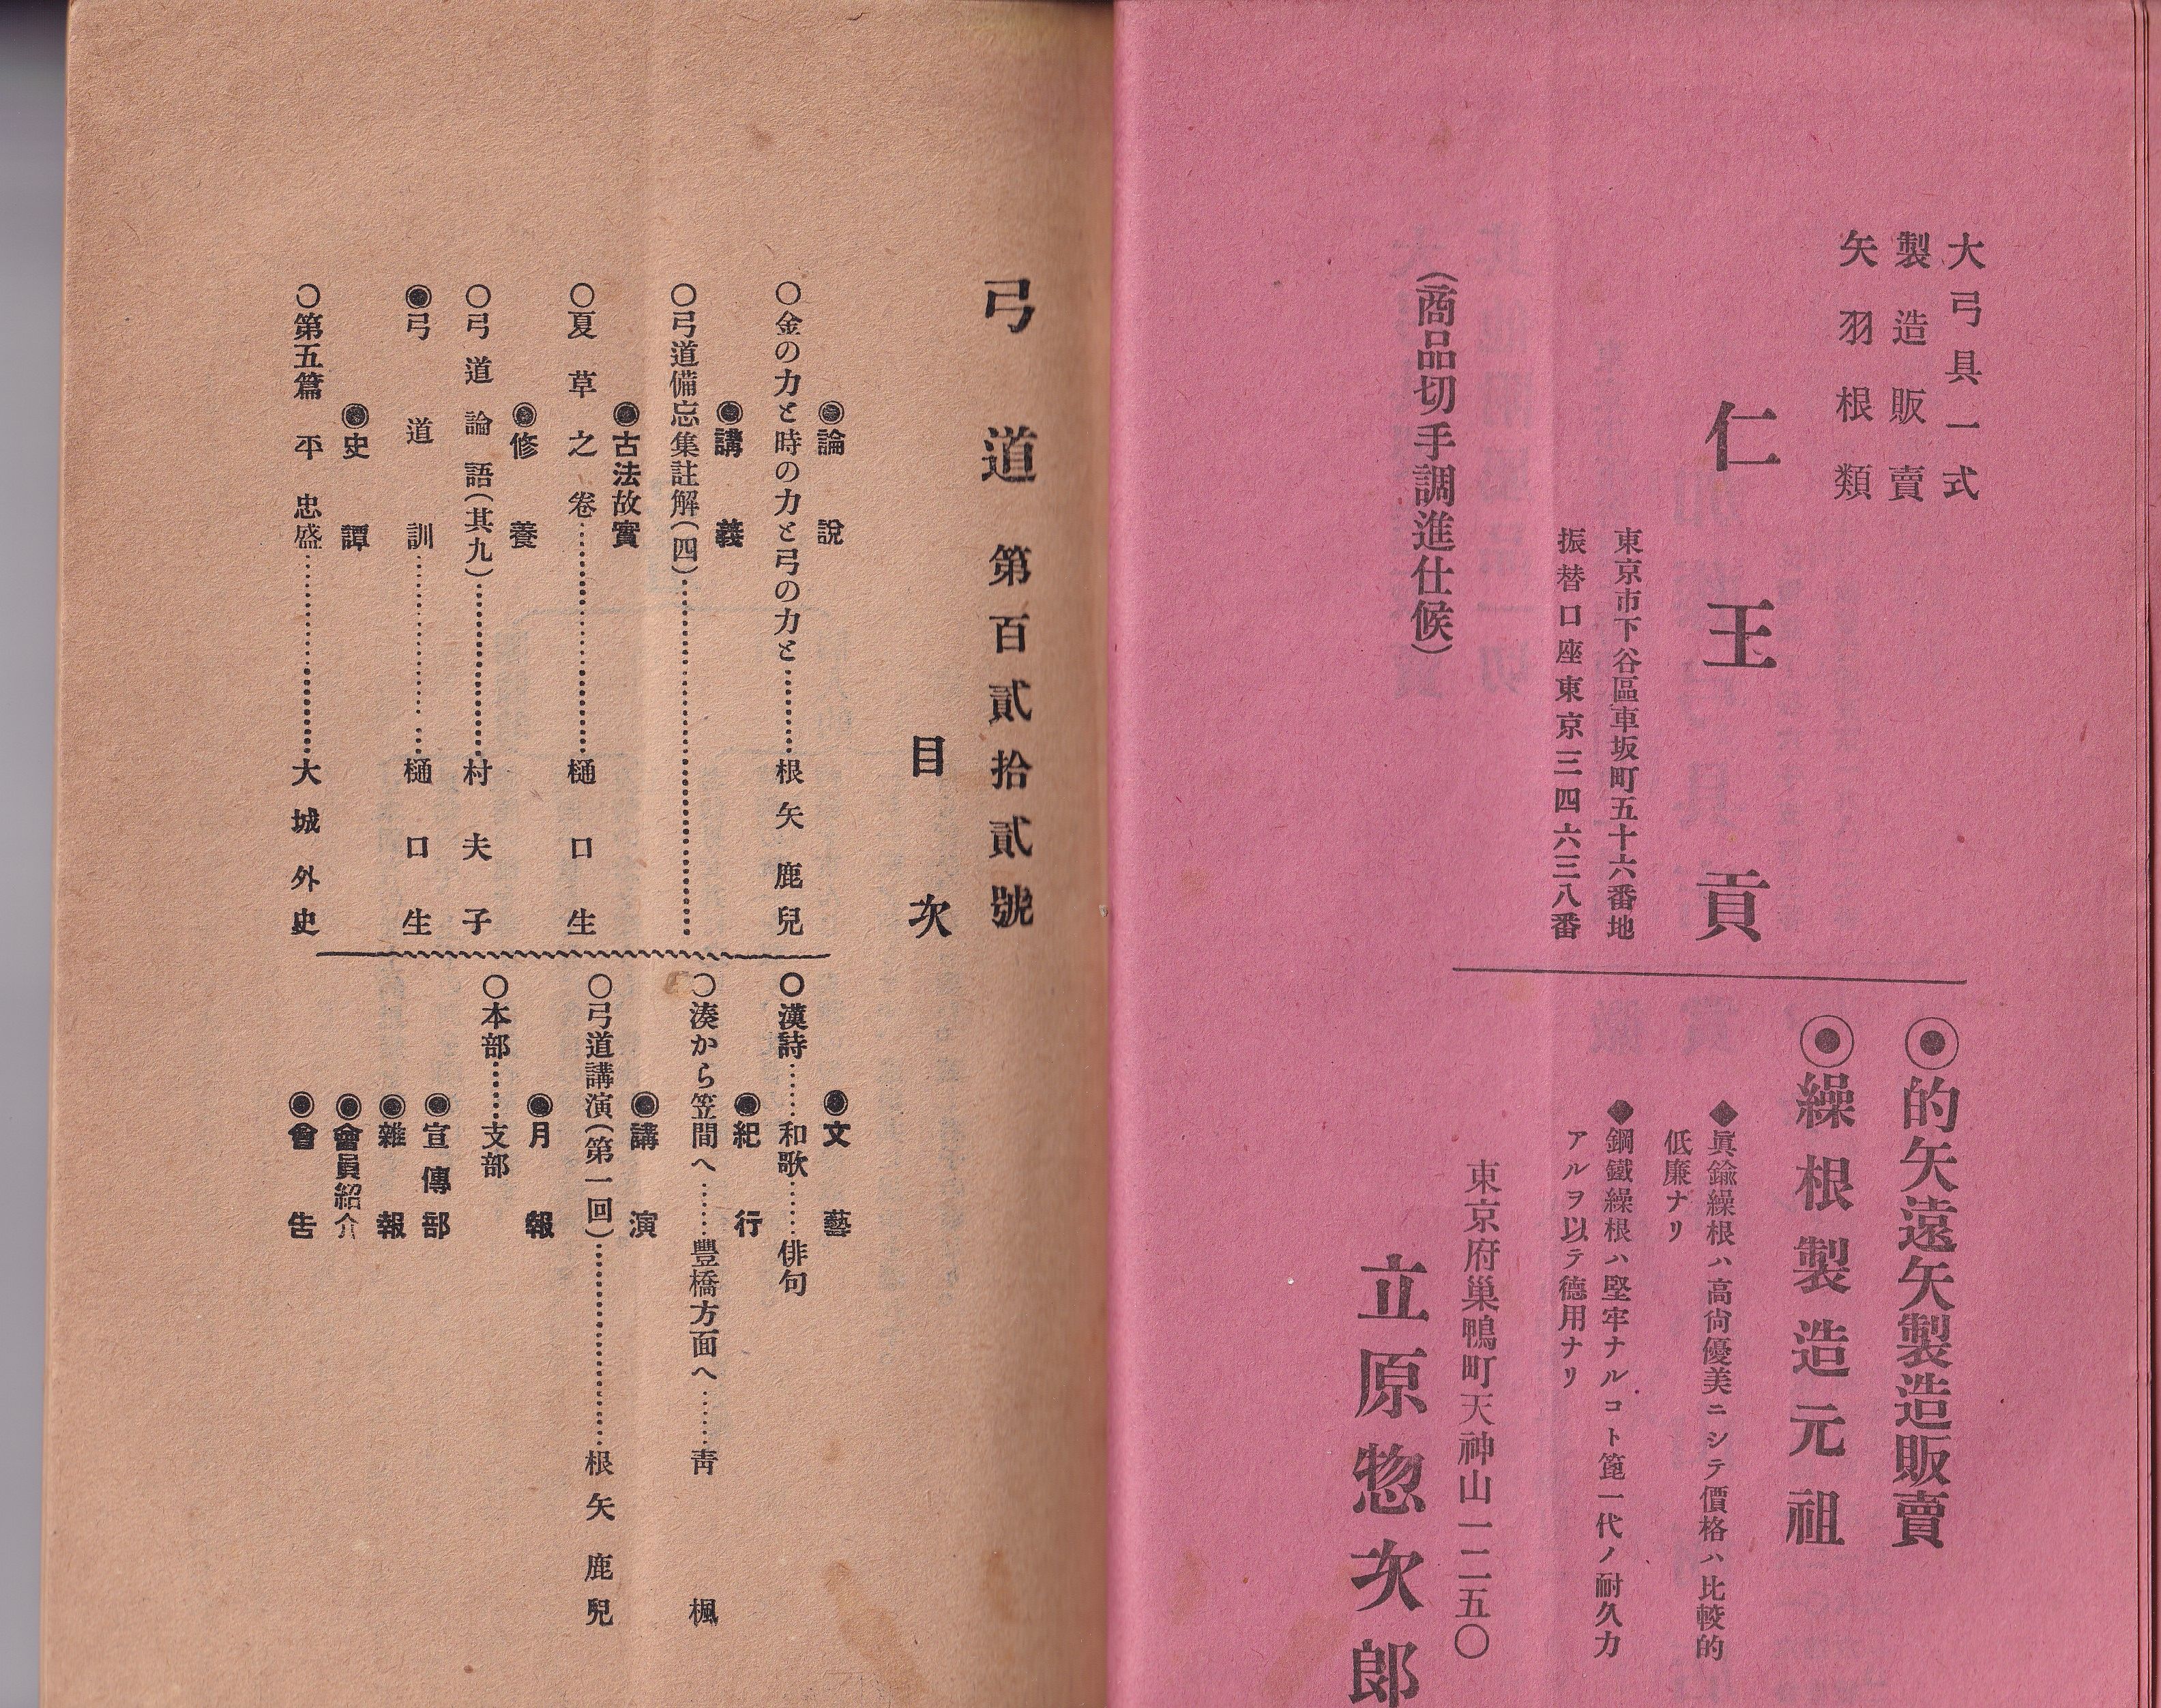 大弓具一式
製造販賣
矢羽根類
仁王貢
東京市下谷區車坂町五十六番地
振替口座東京三四六三八番
（商品切手調進仕候）
◉的矢遠矢製造販賣
◉繰根製造元祖
◆眞鍮繰根ハ高尙優美ニシテ價格ハ比較的
低廉ナリ
◆鋼鐵繰根ハ堅牢ナルコト箆一代ノ耐久力
アルヲ以テ德用ナリ
東京府巢鴨町天神山一二五〇
立原惣次郎
弓道第百貳拾貳號
目次
◉論說
○金の力と時の力と弓の力と…………根矢鹿兒
◉講義
○弓道備忘集註解（四）…………
◉古法故實
○夏草之卷…………樋口生
◉修養
○弓道論語（其九）…………村夫子
◉弓道訓…………樋口生
◉史譚
○第五篇　平忠盛…………大城外史
◉文藝
○漢詩……和歌……俳句
◉紀行
○湊から笠間へ……豐橋方面へ……靑楓
◉講演
○弓道講演（第一回）…………根矢鹿兒
◉月報
○本部……支部
◉宣傳部
◉雜報
◉會員紹介
◉會告